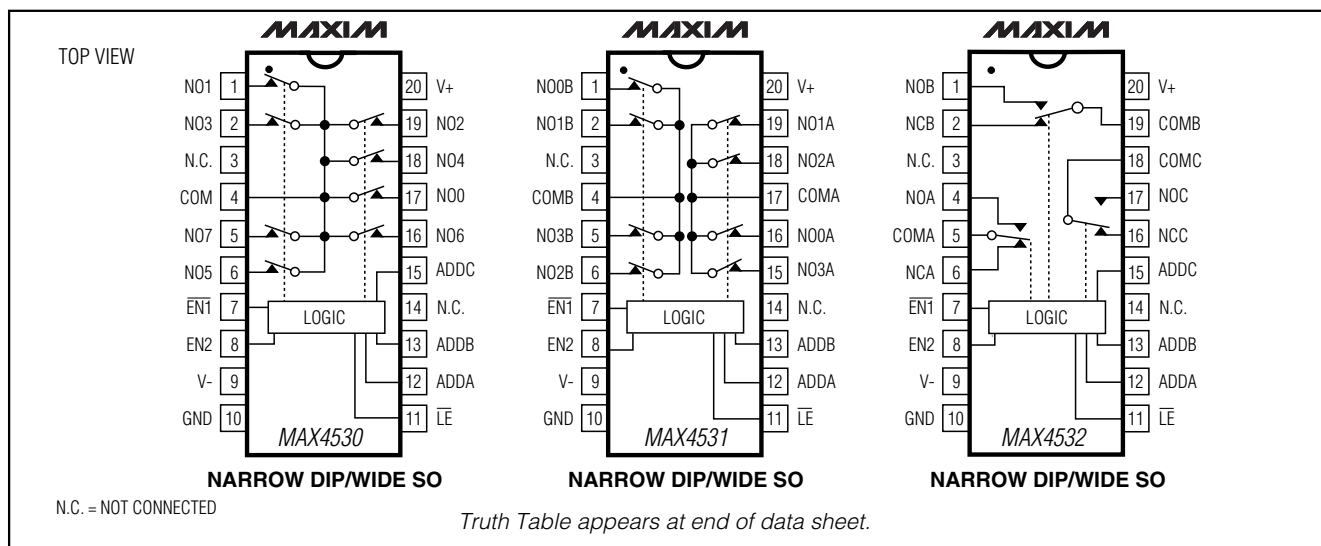 MAXIM MAXIM MAXIM
TOP VIEW
NO1 1 20 V+
NO3 2 19 NO2
N.C. 3 18 NO4
COM 4 17 NO0
NO7 5 16 NO6
NO5 6 15 ADDC
EN1 7 14 N.C.
LOGIC
EN2 8 13 ADDB
V- 9 12 ADDA
GND 10 11 LE
MAX4530
NARROW DIP/WIDE SO
NO0B 1 20 V+
NO1B 2 19 NO1A
N.C. 3 18 NO2A
COMB 4 17 COMA
NO3B 5 16 NO0A
NO2B 6 15 NO3A
EN1 7 14 N.C.
LOGIC
EN2 8 13 ADDB
V- 9 12 ADDA
GND 10 11 LE
MAX4531
NARROW DIP/WIDE SO
NOB 1 20 V+
NCB 2 19 COMB
N.C. 3 18 COMC
NOA 4 17 NOC
COMA 5 16 NCC
NCA 6 15 ADDC
EN1 7 14 N.C.
LOGIC
EN2 8 13 ADDB
V- 9 12 ADDA
GND 10 11 LE
MAX4532
NARROW DIP/WIDE SO
N.C. = NOT CONNECTED
Truth Table appears at end of data sheet.